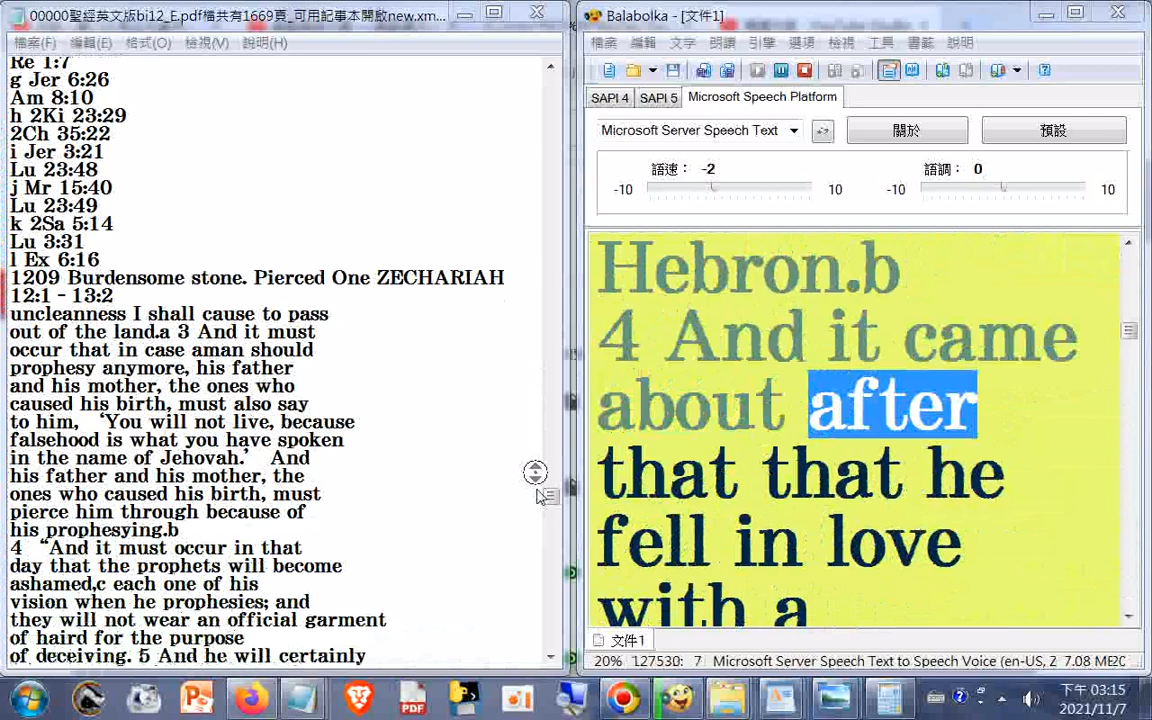 00000聖經英文版bi12_E.pdf檔共有1669頁_可用記事本開啟new.xm...
檔案(F) 編輯(E) 格式(O) 檢視(V) 說明(H)
Re 1:7
g Jer 6:26
Am 8:10
h 2Ki 23:29
2Ch 35:22
i Jer 3:21
Lu 23:48
j Mr 15:40
Lu 23:49
k 2Sa 5:14
Lu 3:31
l Ex 6:16
1209 Burdensome stone. Pierced One ZECHARIAH
12:1 - 13:2
uncleanness I shall cause to pass
out of the land.a 3 And it must
occur that in case aman should
prophesy anymore, his father
and his mother, the ones who
caused his birth, must also say
to him, ‘You will not live, because
falsehood is what you have spoken
in the name of Jehovah.’ And
his father and his mother, the
ones who caused his birth, must
pierce him through because of
his prophesying.b
4 “And it must occur in that
day that the prophets will become
ashamed,c each one of his
vision when he prophesies; and
they will not wear an official garment
of haird for the purpose
of deceiving. 5 And he will certainly
Balabolka - [文件1]
檔案 編輯 文字 朗讀 引擎 選項 檢視 工具 書籤 說明
SAPI 4 SAPI 5 Microsoft Speech Platform
Microsoft Server Speech Text 關於 預設
語速： -2 語調： 0
-10 10 -10 10
Hebron.b
4 And it came
about after
that that he
fell in love
with a
文件1
20% 127530: 7 Microsoft Server Speech Text to Speech Voice (en-US, Z 7.08 ME 20
PDF
下午 03:15
2021/11/7